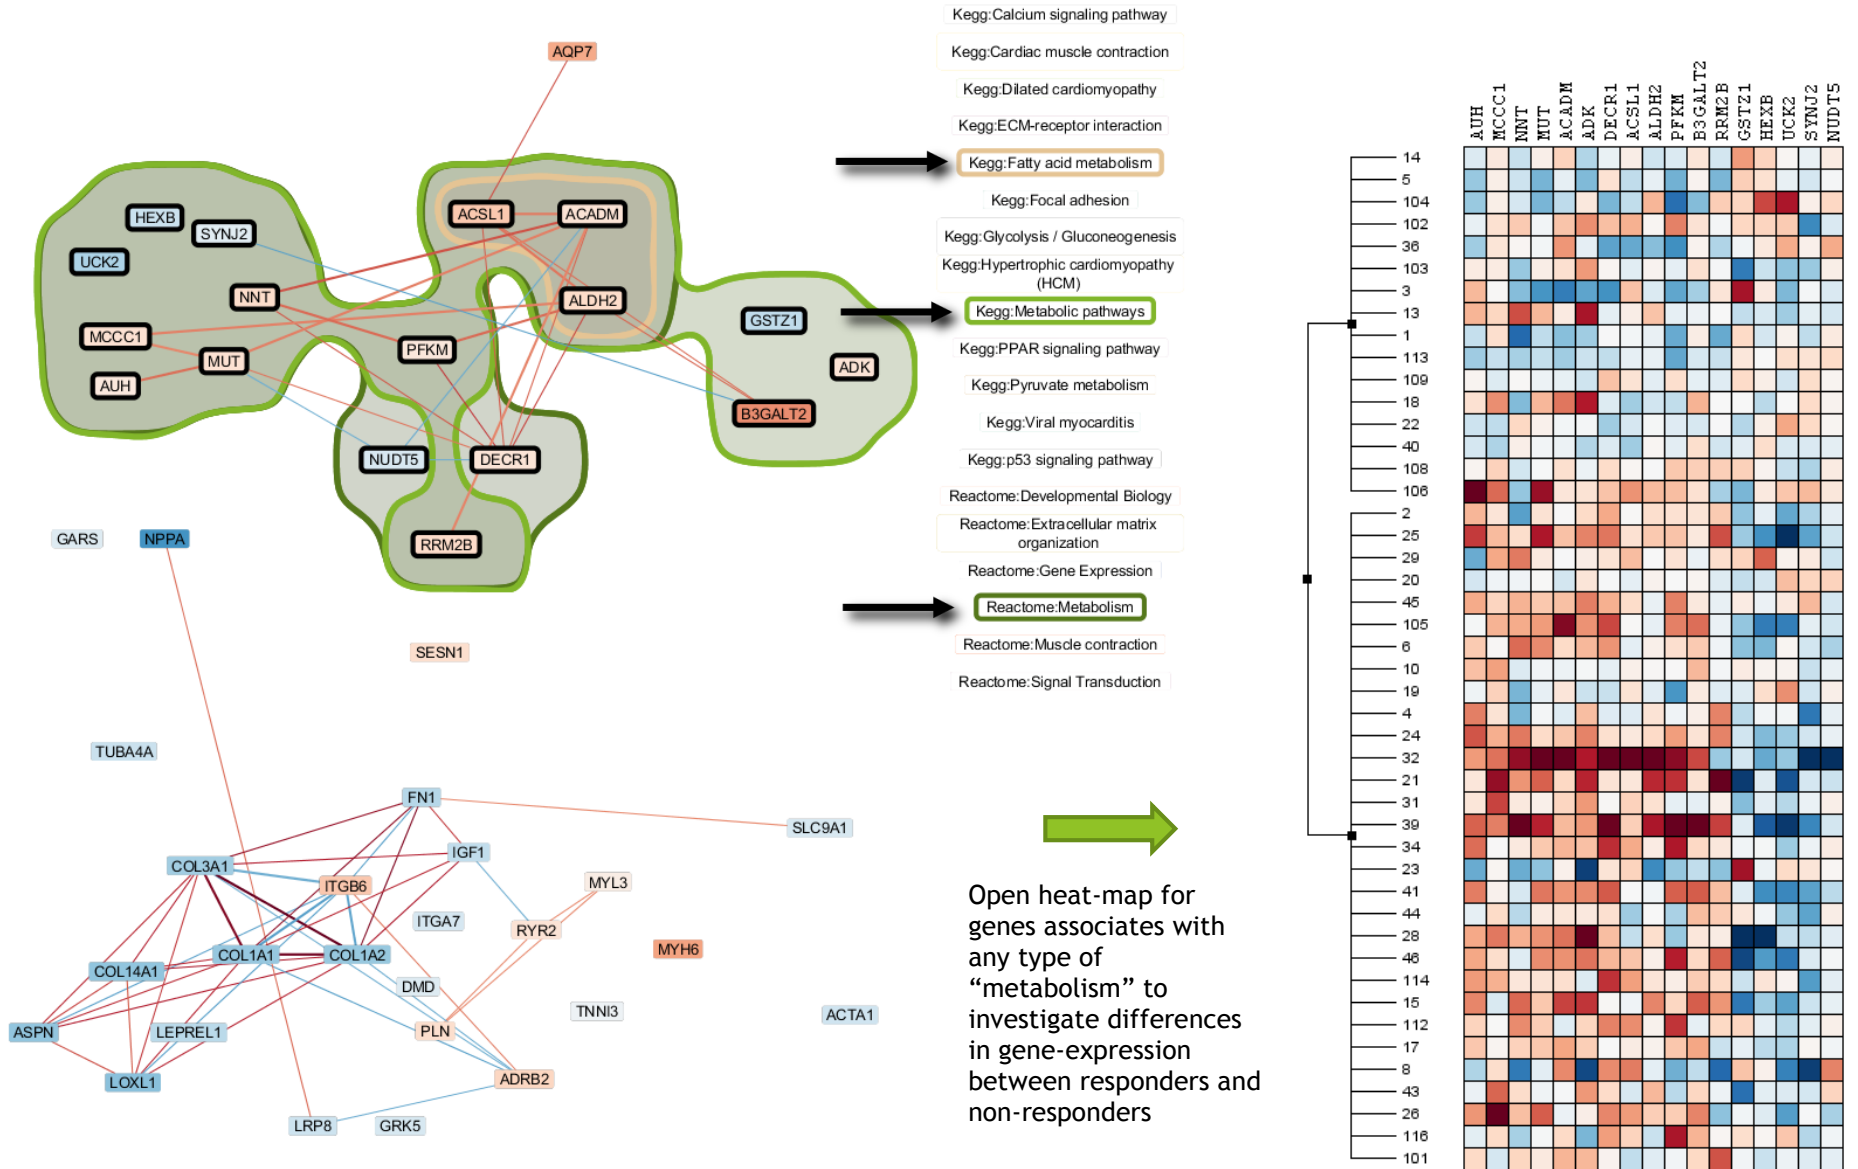 AQP7
ACSL1
ACADM
HEXB
SYNJ2
UCK2
NNT
ALDH2
GSTZ1
MCCC1
MUT
PFKM
ADK
AUH
B3GALT2
NUDT5
DECR1
RRM2B
GARS
NPPA
SESN1
TUBA4A
FN1
SLC9A1
COL3A1
IGF1
ITGB6
MYL3
ITGA7
RYR2
COL1A1
COL1A2
MYH6
COL14A1
DMD
TNNI3
ACTA1
ASPN
LEPREL1
PLN
LOXL1
ADRB2
LRP8
GRK5
Kegg:Calcium signaling pathway
Kegg:Cardiac muscle contraction
Kegg:Dilated cardiomyopathy
Kegg:ECM-receptor interaction
Kegg:Fatty acid metabolism
Kegg:Focal adhesion
Kegg:Glycolysis / Gluconeogenesis
Kegg:Hypertrophic cardiomyopathy
(HCM)
Kegg:Metabolic pathways
Kegg:PPAR signaling pathway
Kegg:Pyruvate metabolism
Kegg:Viral myocarditis
Kegg:p53 signaling pathway
Reactome:Developmental Biology
Reactome:Extracellular matrix
organization
Reactome:Gene Expression
Reactome:Metabolism
Reactome:Muscle contraction
Reactome:Signal Transduction
Open heat-map for
genes associates with
any type of
“metabolism” to
investigate differences
in gene-expression
between responders and
non-responders
AUH
MCCC1
NNT
MUT
ACADM
ADK
DECR1
ACSL1
ALDH2
PFKM
B3GALT2
RRM2B
GSTZ1
HEXB
UCK2
SYNJ2
NUDT5
14
5
104
102
36
103
3
13
1
113
109
18
22
40
108
106
2
25
29
20
45
105
6
10
19
4
24
32
21
31
39
34
23
41
44
28
46
114
15
112
17
8
43
26
116
101